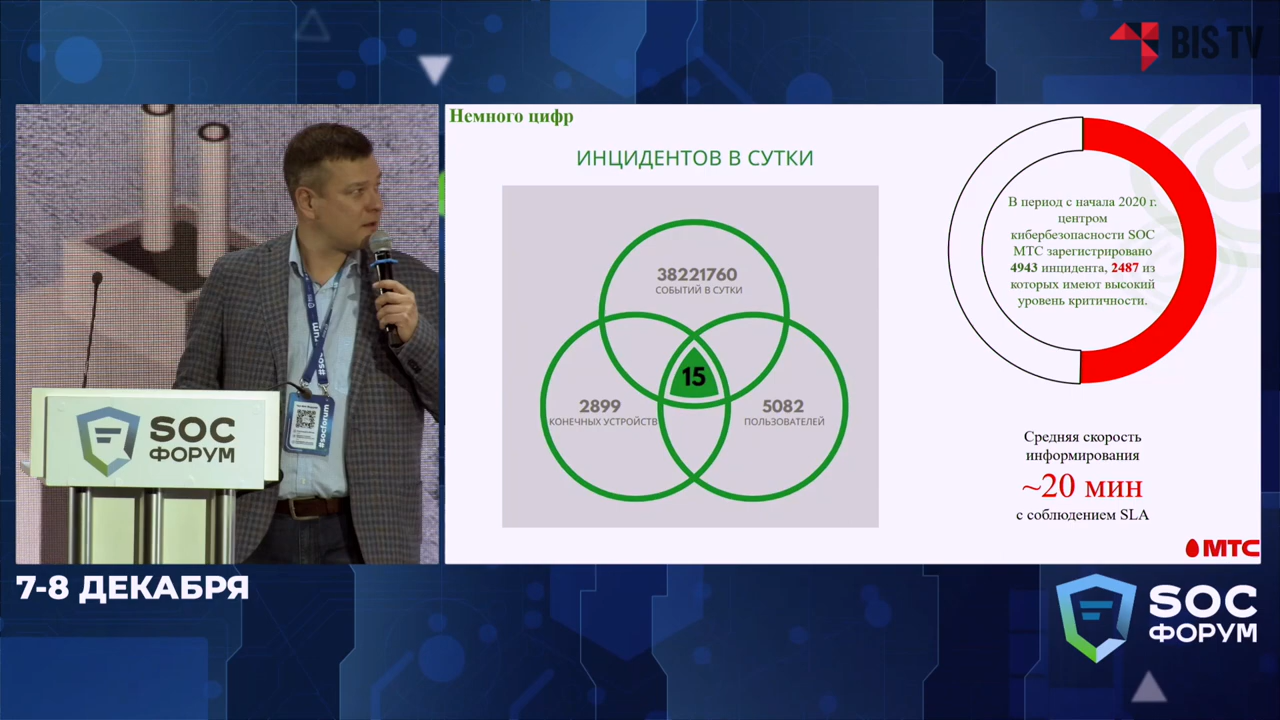 BIS TV
Немного цифр
ИНЦИДЕНТОВ В СУТКИ
38221760
СОБЫТИЙ В СУТКИ
15
2899
КОНЕЧНЫХ УСТРОЙСТВ
5082
ПОЛЬЗОВАТЕЛЕЙ
В период с начала 2020 г.
центром
кибербезопасности SOC
МТС зарегистрировано
4943 инцидента, 2487 из
которых имеют высокий
уровень критичности.
Средняя скорость
информирования
~20 мин
с соблюдением SLA
МТС
#socforum
SOC
ФОРУМ
7-8 ДЕКАБРЯ
SOC
ФОРУМ